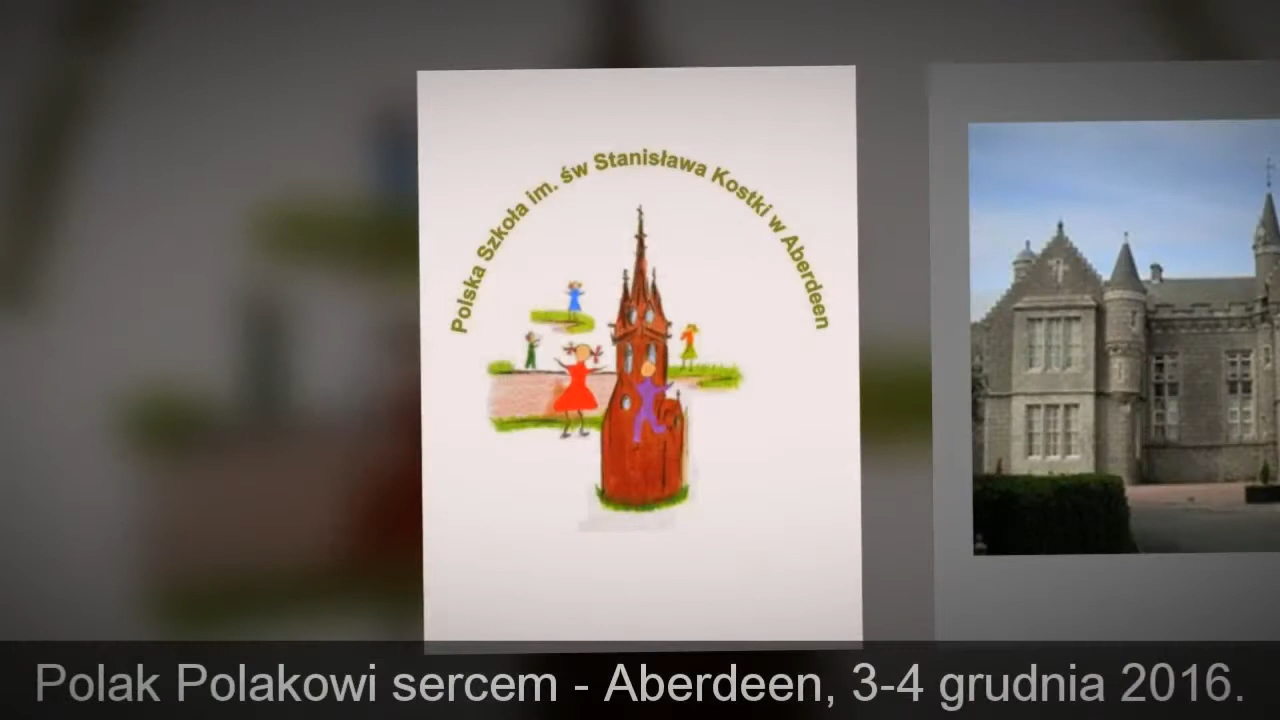 Polska Szkoła im. św Stanisława Kostki w Aberdeen
Polak Polakowi sercem - Aberdeen, 3-4 grudnia 2016.